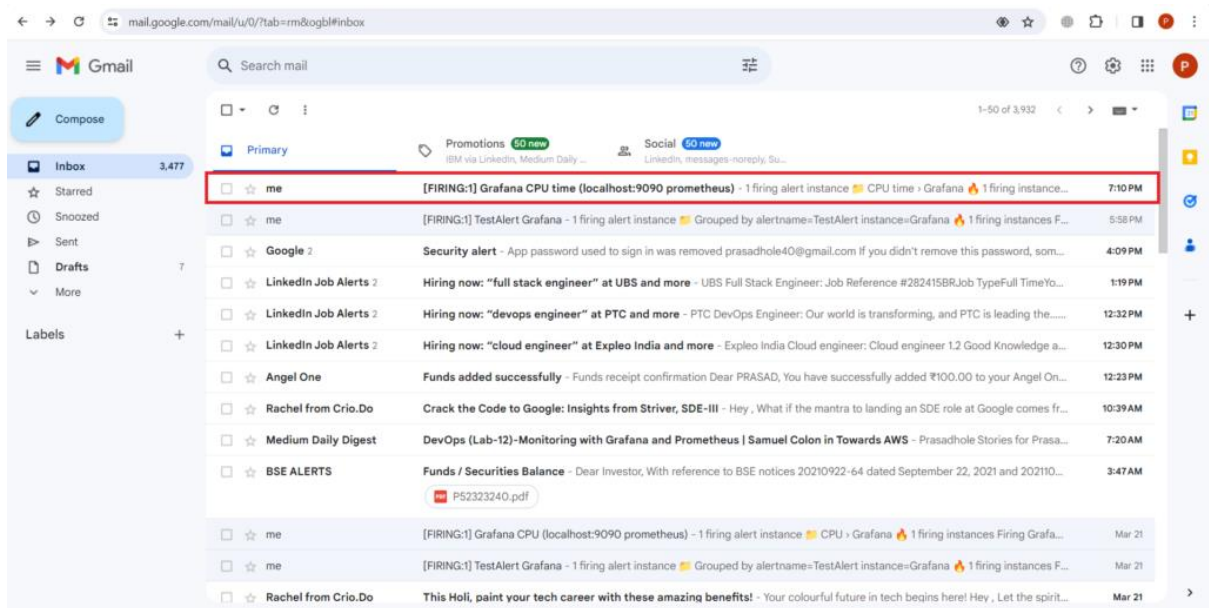 mail.google.com/mail/u/0/?tab=rm&ogbl#inbox
P
Gmail
Search mail
P
Compose
1–50 of 3,932
Primary
Promotions 50 new
IBM via LinkedIn, Medium Daily ...
Social 50 new
LinkedIn, messages-noreply, Su...
Inbox 3,477
Starred
Snoozed
Sent
Drafts 7
More
Labels
me [FIRING:1] Grafana CPU time (localhost:9090 prometheus) - 1 firing alert instance 📁 CPU time › Grafana 🔥 1 firing instance... 7:10 PM
me [FIRING:1] TestAlert Grafana - 1 firing alert instance 📁 Grouped by alertname=TestAlert instance=Grafana 🔥 1 firing instances F... 5:58 PM
Google 2 Security alert - App password used to sign in was removed prasadhole40@gmail.com If you didn't remove this password, som... 4:09 PM
LinkedIn Job Alerts 2 Hiring now: “full stack engineer” at UBS and more - UBS Full Stack Engineer: Job Reference #282415BRJob TypeFull TimeYo... 1:19 PM
LinkedIn Job Alerts 2 Hiring now: “devops engineer” at PTC and more - PTC DevOps Engineer: Our world is transforming, and PTC is leading the...... 12:32 PM
LinkedIn Job Alerts 2 Hiring now: “cloud engineer” at Expleo India and more - Expleo India Cloud engineer: Cloud engineer 1.2 Good Knowledge a... 12:30 PM
Angel One Funds added successfully - Funds receipt confirmation Dear PRASAD, You have successfully added ₹100.00 to your Angel On... 12:23 PM
Rachel from Crio.Do Crack the Code to Google: Insights from Striver, SDE-III - Hey , What if the mantra to landing an SDE role at Google comes fr... 10:39 AM
Medium Daily Digest DevOps (Lab-12)-Monitoring with Grafana and Prometheus | Samuel Colon in Towards AWS - Prasadhole Stories for Prasa... 7:20 AM
BSE ALERTS Funds / Securities Balance - Dear Investor, With reference to BSE notices 20210922-64 dated September 22, 2021 and 202110... 3:47 AM
PDF P52323240.pdf
me [FIRING:1] Grafana CPU (localhost:9090 prometheus) - 1 firing alert instance 📁 CPU › Grafana 🔥 1 firing instances Firing Grafa... Mar 21
me [FIRING:1] TestAlert Grafana - 1 firing alert instance 📁 Grouped by alertname=TestAlert instance=Grafana 🔥 1 firing instances F... Mar 21
Rachel from Crio.Do This Holi, paint your tech career with these amazing benefits! - Your colourful future in tech begins here! Hey , Let the spirit... Mar 21